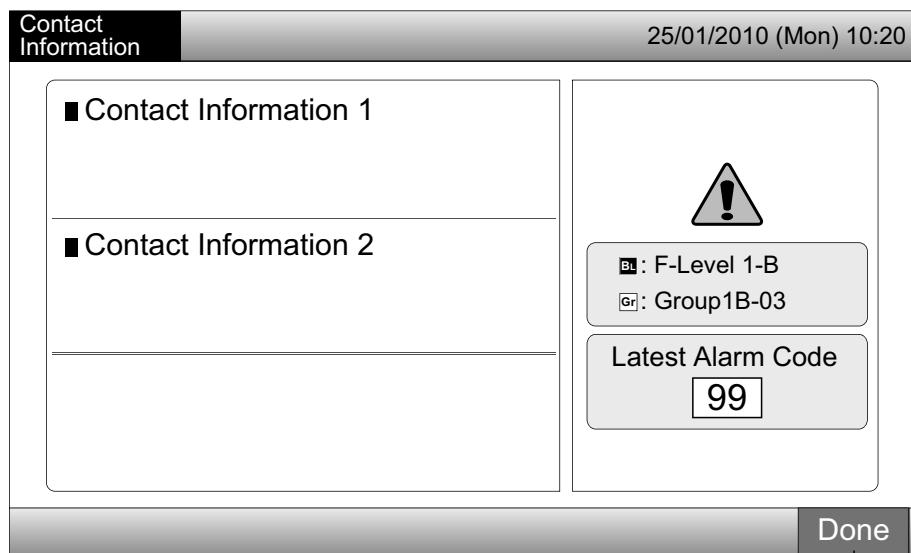 Contact
Information
25/01/2010 (Mon) 10:20
■ Contact Information 1
■ Contact Information 2
BL : F-Level 1-B
Gr : Group1B-03
Latest Alarm Code
99
Done